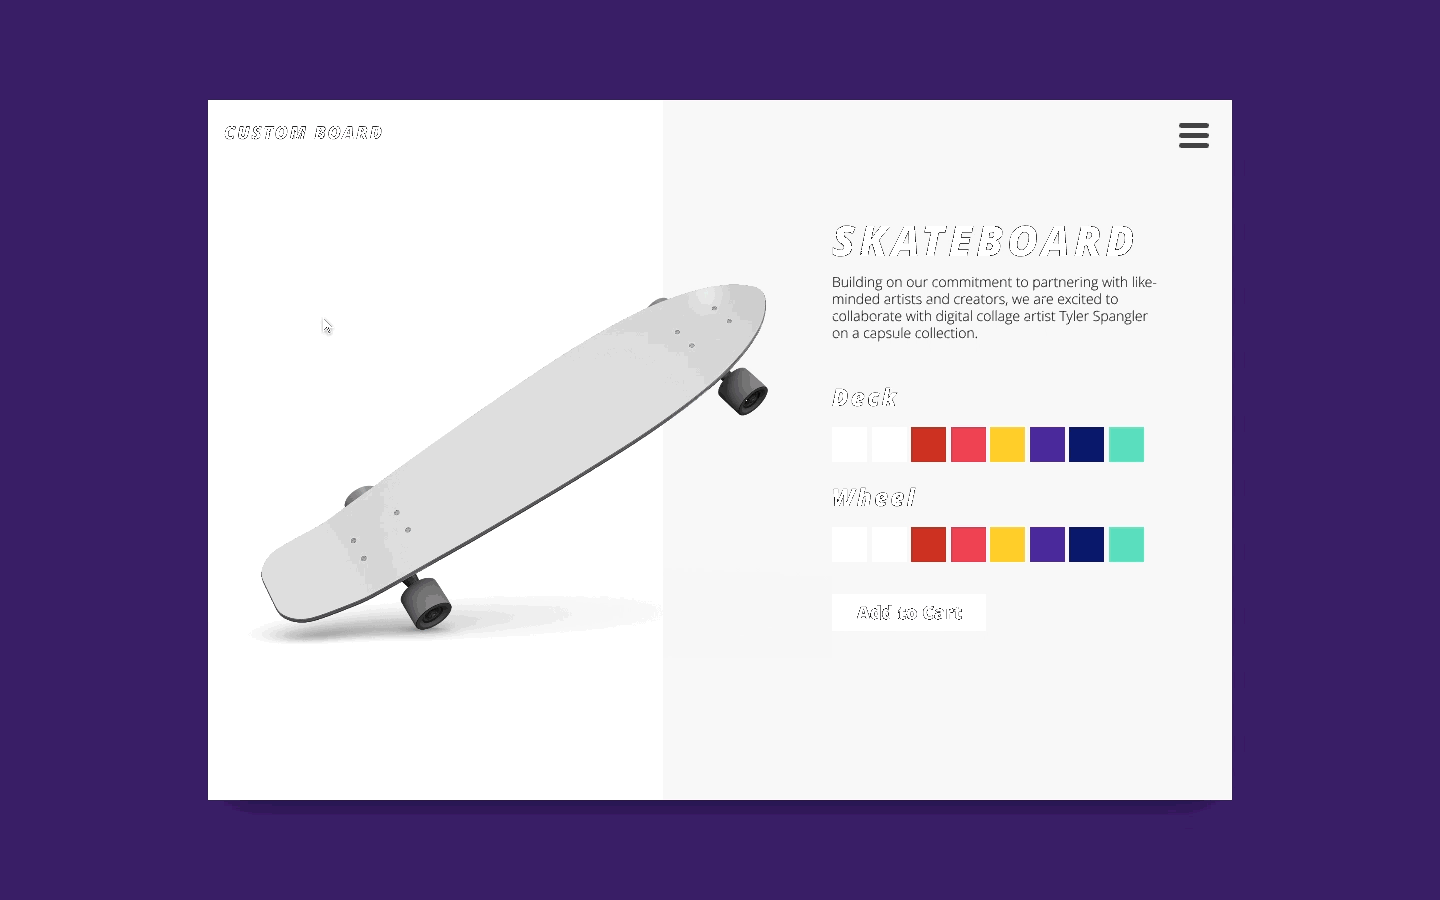 CUSTOM BOARD
SKATEBOARD
Building on our commitment to partnering with like-
minded artists and creators, we are excited to
collaborate with digital collage artist Tyler Spangler
on a capsule collection.
Deck
Wheel
Add to Cart